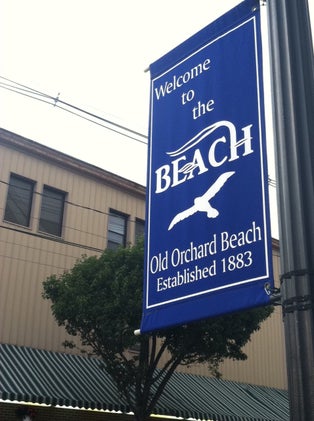 Welcome
to
the
BEACH
Old Orchard Beach
Established 1883